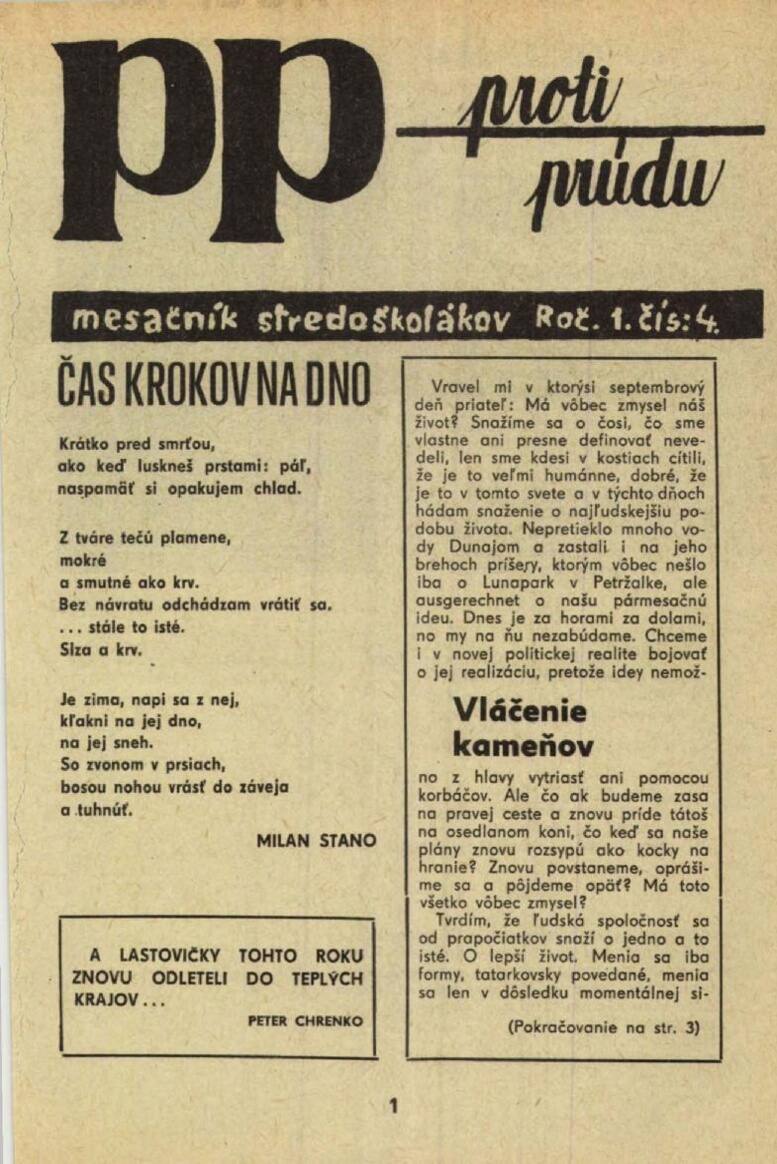 pp
proti
prúdu
mesačník stredoškolákov Roč. 1. čís: 4.
ČAS KROKOV NA DNO
Krátko pred smrťou,
ako keď luskneš prstami: páľ,
naspamäť si opakujem chlad.
Z tváre tečú plamene,
mokré
a smutné ako krv.
Bez návratu odchádzam vrátiť sa.
... stále to isté.
Slza a krv.
Je zima, napi sa z nej,
kľakni na jej dno,
na jej sneh.
So zvonom v prsiach,
bosou nohou vrásť do záveja
a tuhnúť.
MILAN STANO
A LASTOVIČKY TOHTO ROKU
ZNOVU ODLETELI DO TEPLÝCH
KRAJOV...
PETER CHRENKO
Vravel mi v ktorýsi septembrový
deň priateľ: Má vôbec zmysel náš
život? Snažíme sa o čosi, čo sme
vlastne ani presne definovať neve-
deli, len sme kdesi v kostiach cítili,
že je to veľmi humánne, dobré, že
je to v tomto svete a v týchto dňoch
hádam snaženie o najľudskejšiu po-
dobu života. Nepretieklo mnoho vo-
dy Dunajom a zastali i na jeho
brehoch príšery, ktorým vôbec nešlo
iba o Lunapark v Petržalke, ale
ausgerechnet o našu pármesačnú
ideu. Dnes je za horami za dolami,
no my na ňu nezabúdame. Chceme
i v novej politickej realite bojovať
o jej realizáciu, pretože idey nemož-
Vláčenie
kameňov
no z hlavy vytriasť ani pomocou
korbáčov. Ale čo ak budeme zasa
na pravej ceste a znovu príde tátoš
na osedlanom koni, čo keď sa naše
plány znovu rozsypú ako kocky na
hranie? Znovu povstaneme, opráši-
me sa a pôjdeme opäť? Má toto
všetko vôbec zmysel?
Tvrdím, že ľudská spoločnosť sa
od prapočiatkov snaží o jedno a to
isté. O lepší život. Menia sa iba
formy, tatarkovsky povedané, menia
sa len v dôsledku momentálnej si-
(Pokračovanie na str. 3)
1